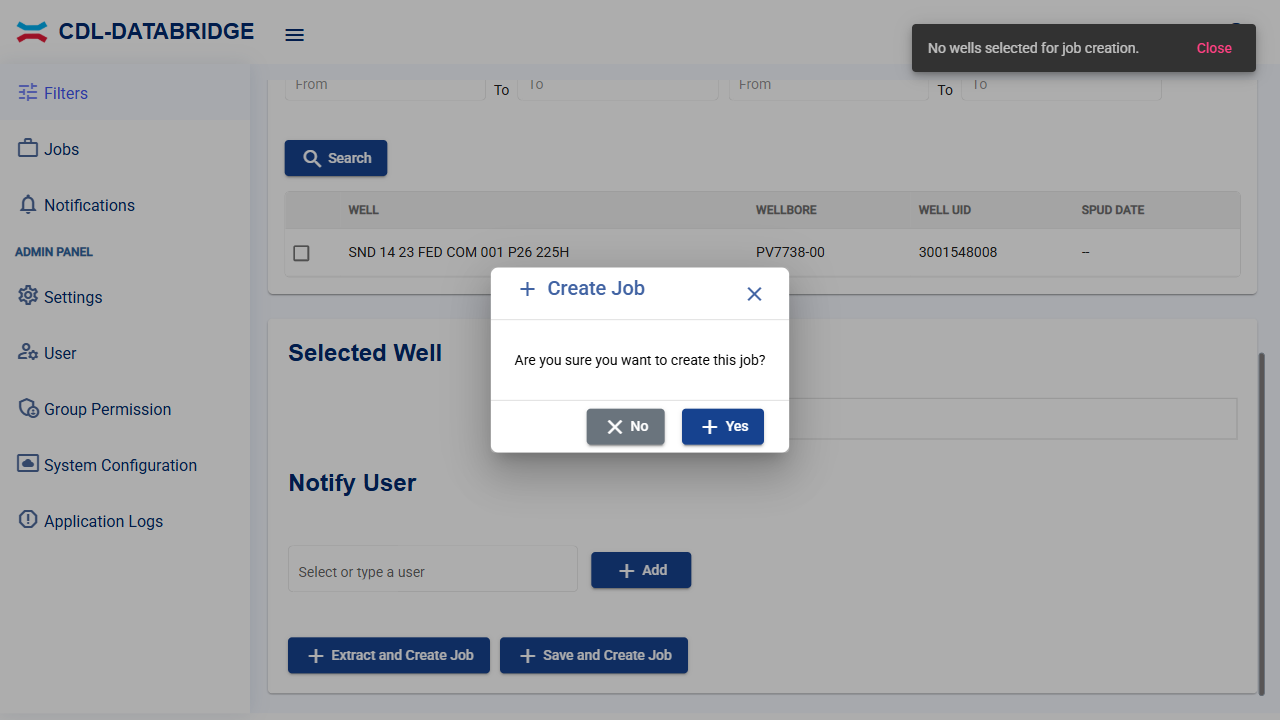 CDL-DATABRIDGE
No wells selected for job creation. Close
Filters
Jobs
Notifications
ADMIN PANEL
Settings
User
Group Permission
System Configuration
Application Logs
From To To From To To
Search
WELL WELLBORE WELL UID SPUD DATE
SND 14 23 FED COM 001 P26 225H PV7738-00 3001548008 --
Create Job
Are you sure you want to create this job?
No Yes
Selected Well
Notify User
Select or type a user Add
Extract and Create Job Save and Create Job